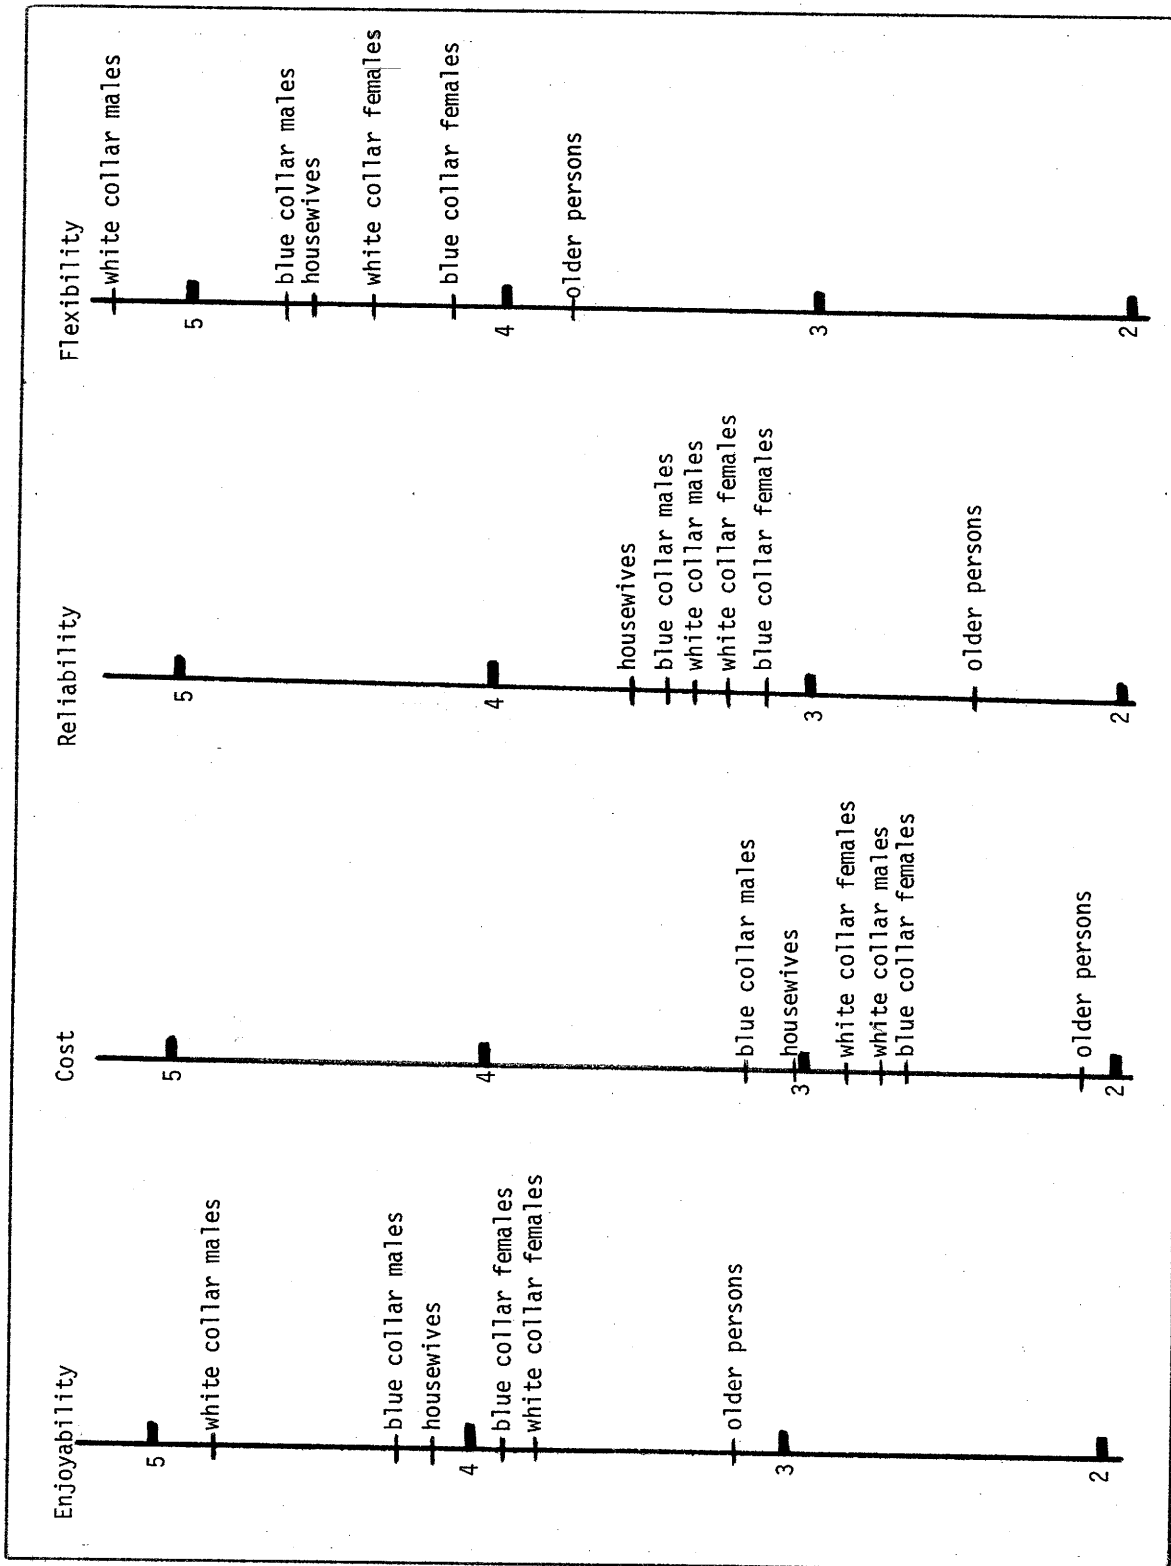 Enjoyability
5
white collar males
blue collar males
housewives
4
blue collar females
white collar females
older persons
3
2
Cost
5
4
blue collar males
housewives
3
white collar females
white collar males
blue collar females
older persons
2
Reliability
5
4
housewives
blue collar males
white collar males
white collar females
blue collar females
3
older persons
2
Flexibility
white collar males
5
blue collar males
housewives
white collar females
blue collar females
4
older persons
3
2